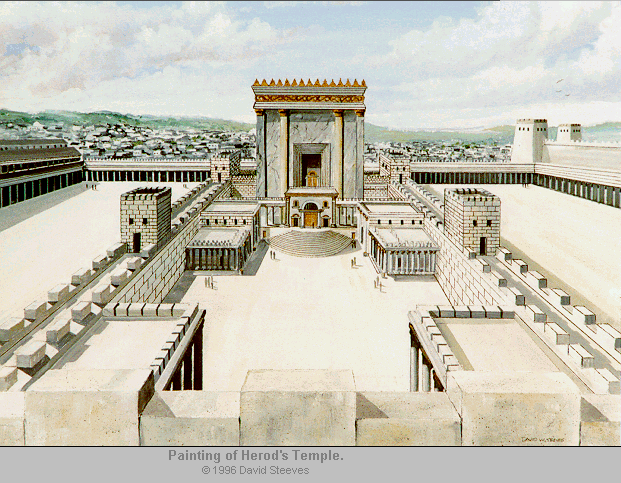 Painting of Herod's Temple.
©1996 David Steeves